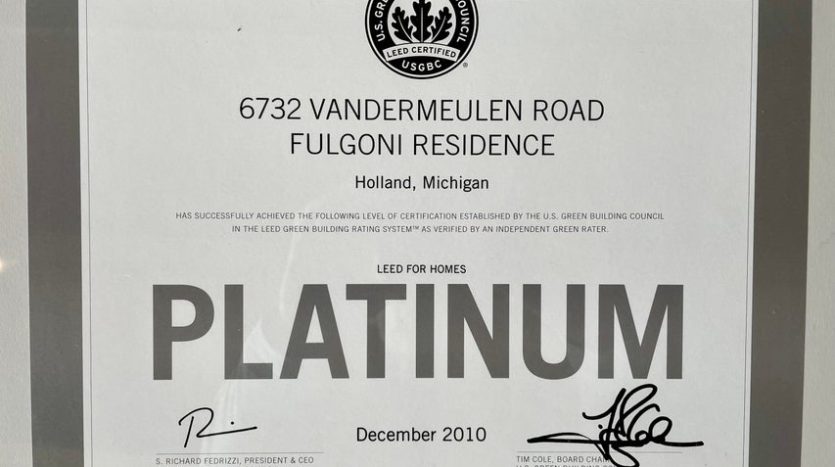 U.S. GREEN COUNCIL
LEED CERTIFIED
USGBC
6732 VANDERMEULEN ROAD
FULGONI RESIDENCE
Holland, Michigan
HAS SUCCESSFULLY ACHIEVED THE FOLLOWING LEVEL OF CERTIFICATION ESTABLISHED BY THE U.S. GREEN BUILDING COUNCIL
IN THE LEED GREEN BUILDING RATING SYSTEM™ AS VERIFIED BY AN INDEPENDENT GREEN RATER.
LEED FOR HOMES
PLATINUM
December 2010
S. RICHARD FEDRIZZI, PRESIDENT & CEO
TIM COLE, BOARD